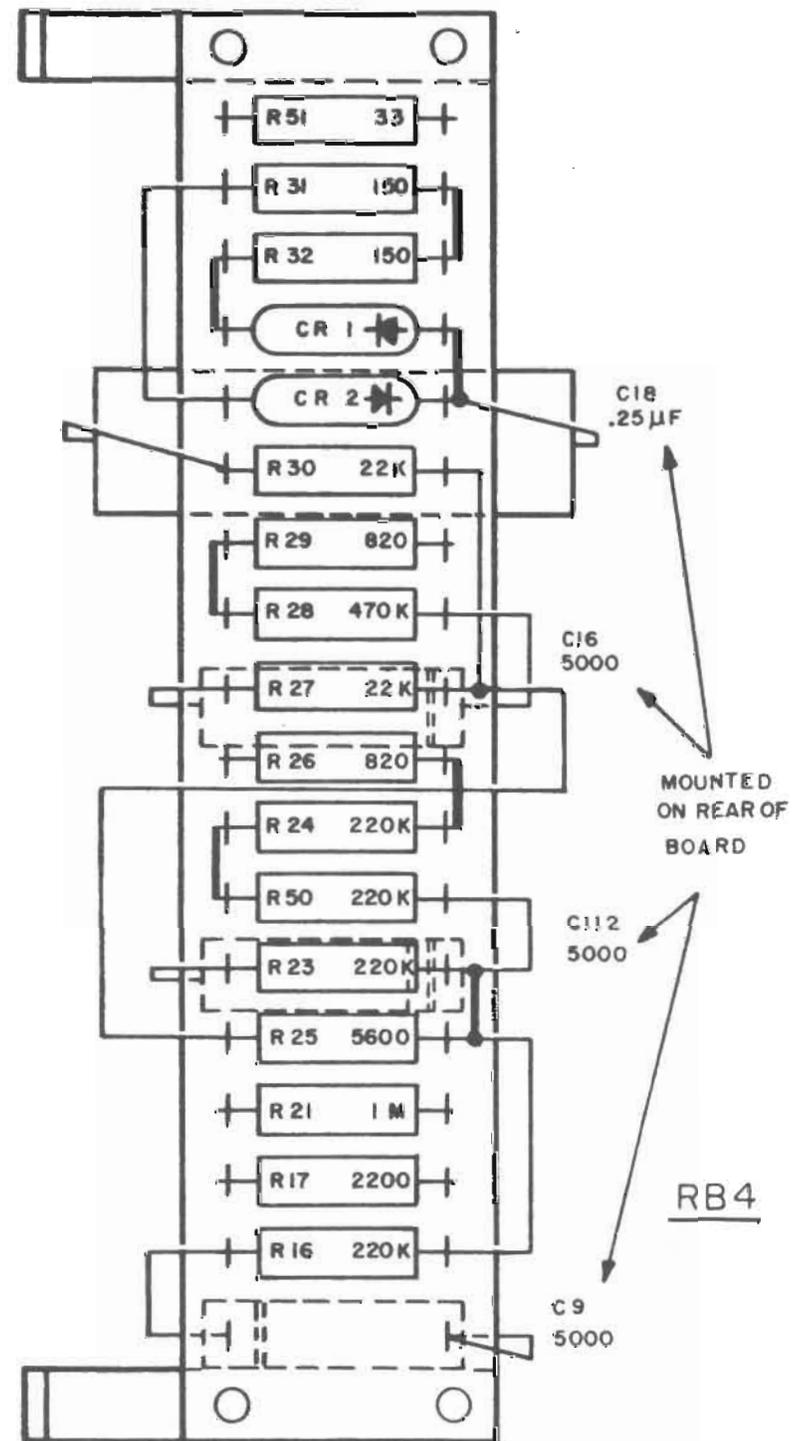 R51 33
R31 150
R32 150
CR 1
CR 2
C18
.25µF
R30 22K
R29 820
R28 470K
C16
5000
R27 22K
R26 820
MOUNTED
ON REAR OF
BOARD
R24 220K
R50 220K
C112
5000
R23 220K
R25 5600
R21 1M
R17 2200
RB4
R16 220K
C9
5000